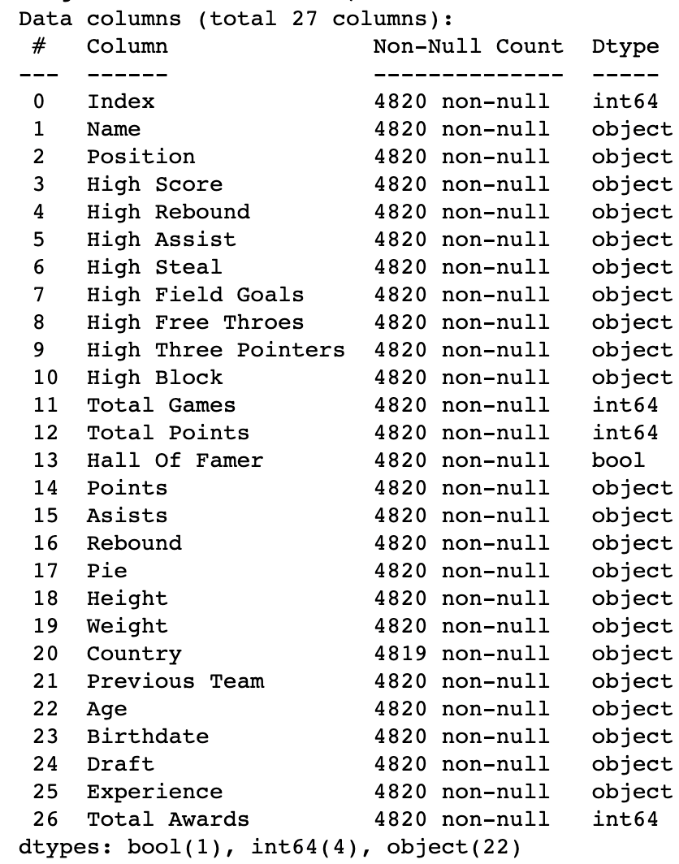 Data columns (total 27 columns):
 #   Column               Non-Null Count  Dtype
---  ------               --------------  -----
 0   Index                4820 non-null   int64
 1   Name                 4820 non-null   object
 2   Position             4820 non-null   object
 3   High Score           4820 non-null   object
 4   High Rebound         4820 non-null   object
 5   High Assist          4820 non-null   object
 6   High Steal           4820 non-null   object
 7   High Field Goals     4820 non-null   object
 8   High Free Throes     4820 non-null   object
 9   High Three Pointers  4820 non-null   object
 10  High Block           4820 non-null   object
 11  Total Games          4820 non-null   int64
 12  Total Points         4820 non-null   int64
 13  Hall Of Famer        4820 non-null   bool
 14  Points               4820 non-null   object
 15  Asists               4820 non-null   object
 16  Rebound              4820 non-null   object
 17  Pie                  4820 non-null   object
 18  Height               4820 non-null   object
 19  Weight               4820 non-null   object
 20  Country              4819 non-null   object
 21  Previous Team        4820 non-null   object
 22  Age                  4820 non-null   object
 23  Birthdate            4820 non-null   object
 24  Draft                4820 non-null   object
 25  Experience           4820 non-null   object
 26  Total Awards         4820 non-null   int64
dtypes: bool(1), int64(4), object(22)